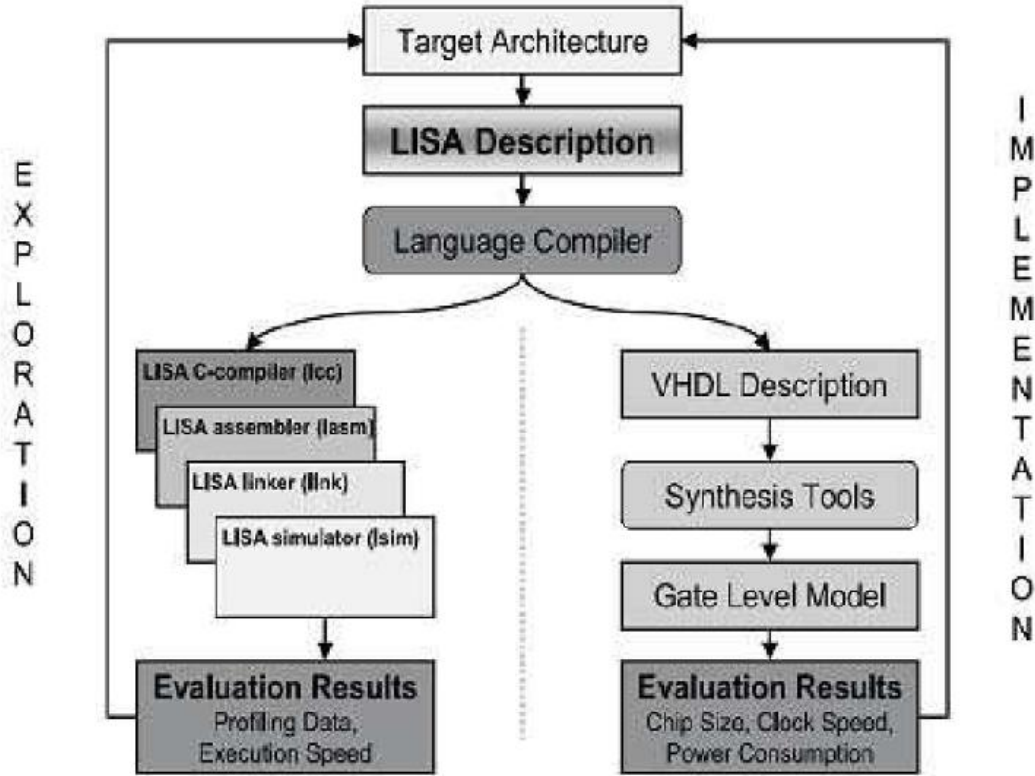 Target Architecture
LISA Description
Language Compiler
EXPLORATION
LISA C-compiler (lcc)
LISA assembler (lasm)
LISA linker (llnk)
LISA simulator (lsim)
Evaluation Results
Profiling Data,
Execution Speed
VHDL Description
Synthesis Tools
Gate Level Model
Evaluation Results
Chip Size, Clock Speed,
Power Consumption
IMPLEMENTATION